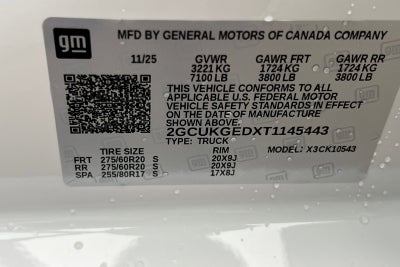 gm
MFD BY GENERAL MOTORS OF CANADA COMPANY
11/25 GVWR GAWR FRT GAWR RR
3221 KG 1724 KG 1724 KG
7100 LB 3800 LB 3800 LB
THIS VEHICLE CONFORMS TO ALL
APPLICABLE U.S. FEDERAL MOTOR
VEHICLE SAFETY STANDARDS IN EFFECT
ON THE DATE OF MANUFACTURE
SHOWN ABOVE.
2GCUKGEDXT1145443
TYPE: TRUCK MODEL: X3CK10543
TIRE SIZE RIM
FRT 275/60R20 S 20X9J
RR 275/60R20 S 20X9J
SPA 255/80R17 S 17X8J